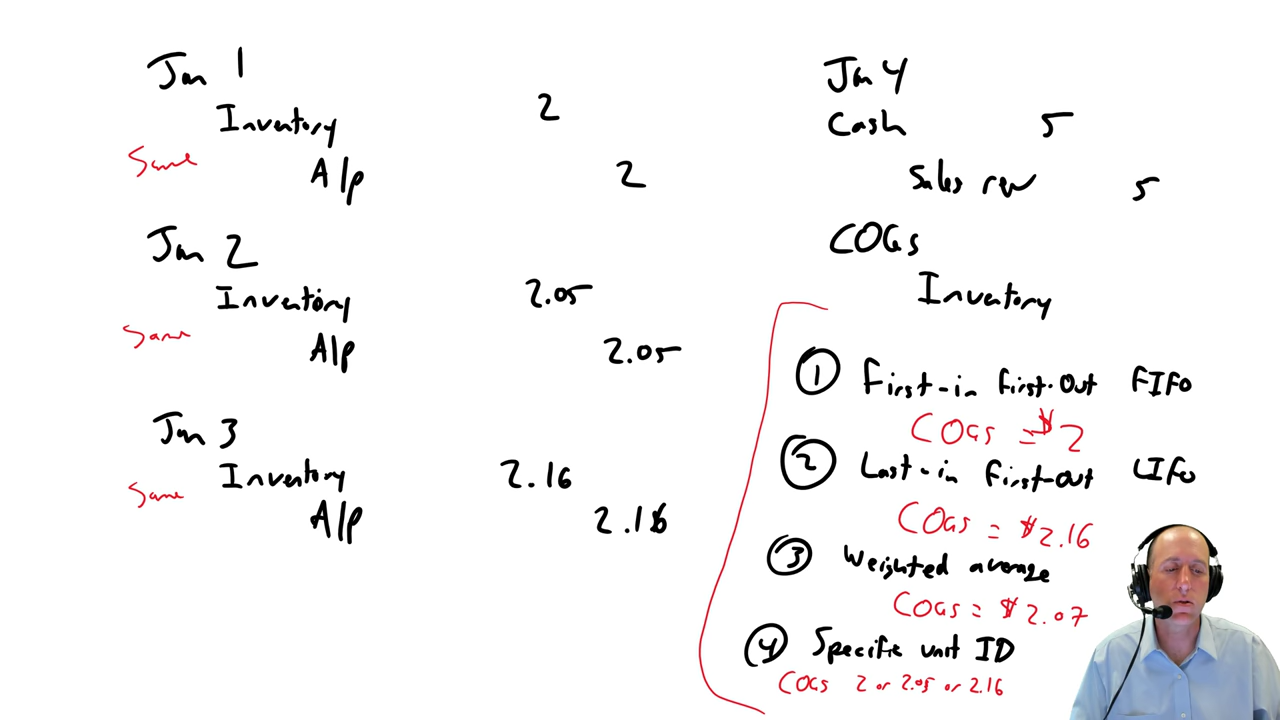 Jan 1
Inventory 2
Same
A/p 2
Jan 2
Inventory 2.05
Same
A/p 2.05
Jan 3
Inventory 2.16
Same
A/p 2.16
Jan 4
Cash 5
Sales rev 5
COGs
Inventory
1 First-in First-Out FIFO
COGs = $2
2 Last-in First-out LIFO
COGs = $2.16
3 Weighted average
COGs = $2.07
4 Specific unit ID
COGs 2 or 2.05 or 2.16